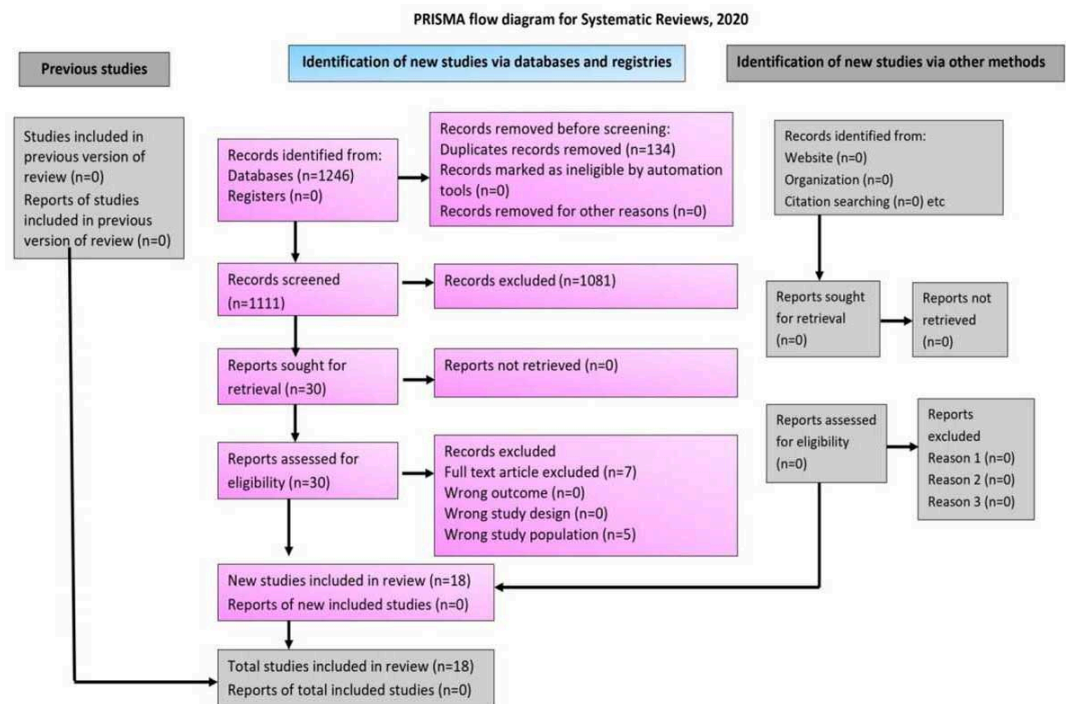 PRISMA flow diagram for Systematic Reviews, 2020
Previous studies
Identification of new studies via databases and registries
Identification of new studies via other methods
Studies included in
previous version of
review (n=0)
Reports of studies
included in previous
version of review (n=0)
Records identified from:
Databases (n=1246)
Registers (n=0)
Records removed before screening:
Duplicates records removed (n=134)
Records marked as ineligible by automation
tools (n=0)
Records removed for other reasons (n=0)
Records identified from:
Website (n=0)
Organization (n=0)
Citation searching (n=0) etc
Records screened
(n=1111)
Records excluded (n=1081)
Reports sought
for retrieval
(n=0)
Reports not
retrieved
(n=0)
Reports sought for
retrieval (n=30)
Reports not retrieved (n=0)
Reports assessed for
eligibility (n=30)
Records excluded
Full text article excluded (n=7)
Wrong outcome (n=0)
Wrong study design (n=0)
Wrong study population (n=5)
Reports assessed
for eligibility
(n=0)
Reports
excluded
Reason 1 (n=0)
Reason 2 (n=0)
Reason 3 (n=0)
New studies included in review (n=18)
Reports of new included studies (n=0)
Total studies included in review (n=18)
Reports of total included studies (n=0)